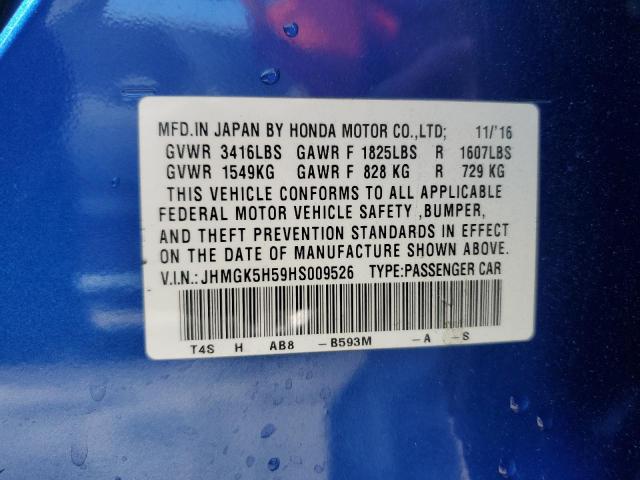 MFD.IN JAPAN BY HONDA MOTOR CO.,LTD; 11/'16
GVWR 3416LBS GAWR F 1825LBS R 1607LBS
GVWR 1549KG GAWR F 828 KG R 729 KG
THIS VEHICLE CONFORMS TO ALL APPLICABLE
FEDERAL MOTOR VEHICLE SAFETY ,BUMPER,
AND THEFT PREVENTION STANDARDS IN EFFECT
ON THE DATE OF MANUFACTURE SHOWN ABOVE.
V.I.N.:JHMGK5H59HS009526 TYPE:PASSENGER CAR
T4S H AB8 -B593M -A -S